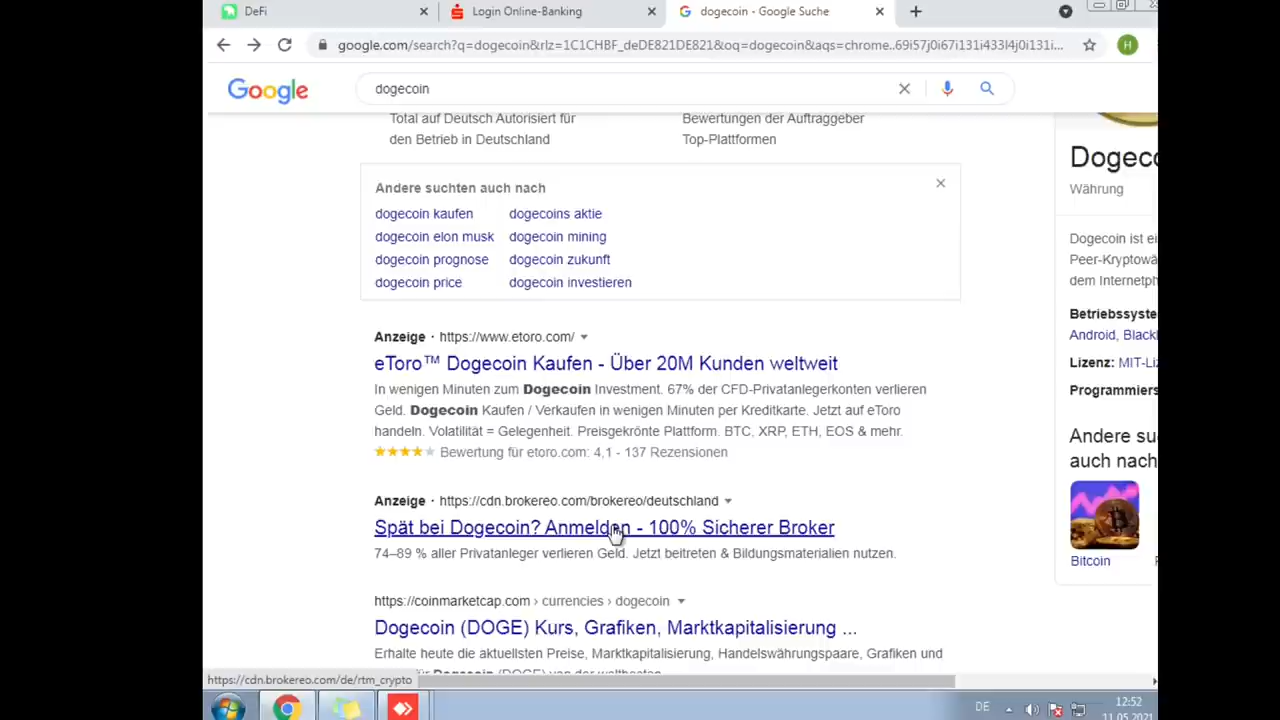 DeFi
Login Online-Banking
dogecoin - Google Suche
google.com/search?q=dogecoin&rlz=1C1CHBF_deDE821DE821&oq=dogecoin&aqs=chrome..69i57j0i67i131i433l4j0i131i...
H
Google
dogecoin
Total auf Deutsch Autorisiert für
den Betrieb in Deutschland
Bewertungen der Auftraggeber
Top-Plattformen
Andere suchten auch nach
dogecoin kaufen
dogecoins aktie
dogecoin elon musk
dogecoin mining
dogecoin prognose
dogecoin zukunft
dogecoin price
dogecoin investieren
Anzeige · https://www.etoro.com/
eToro™ Dogecoin Kaufen - Über 20M Kunden weltweit
In wenigen Minuten zum Dogecoin Investment. 67% der CFD-Privatanlegerkonten verlieren
Geld. Dogecoin Kaufen / Verkaufen in wenigen Minuten per Kreditkarte. Jetzt auf eToro
handeln. Volatilität = Gelegenheit. Preisgekrönte Plattform. BTC, XRP, ETH, EOS & mehr.
Bewertung für etoro.com: 4,1 - 137 Rezensionen
Anzeige · https://cdn.brokereo.com/brokereo/deutschland
Spät bei Dogecoin? Anmelden - 100% Sicherer Broker
74–89 % aller Privatanleger verlieren Geld. Jetzt beitreten & Bildungsmaterialien nutzen.
https://coinmarketcap.com › currencies › dogecoin
Dogecoin (DOGE) Kurs, Grafiken, Marktkapitalisierung ...
Erhalte heute die aktuellsten Preise, Marktkapitalisierung, Handelswährungspaare, Grafiken und
Dogec
Währung
Dogecoin ist ei
Peer-Kryptowä
dem Internetph
Betriebssyste
Android, Blackl
Lizenz: MIT-Liz
Programmiers
Andere su
auch nach
Bitcoin
https://cdn.brokereo.com/de/rtm_crypto
DE
12:52
11.05.2021